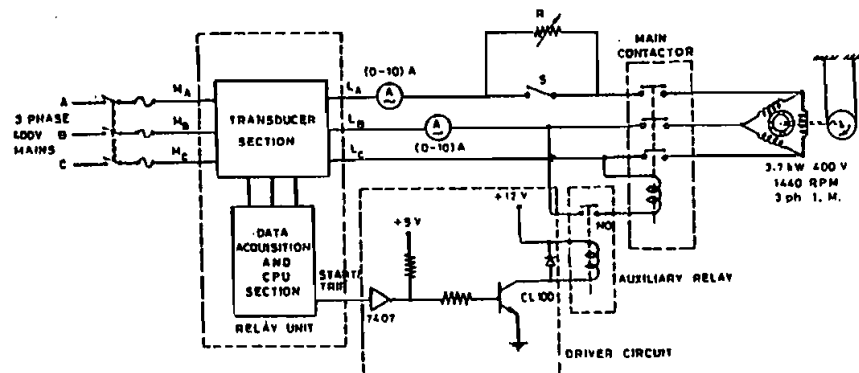 R
MAIN
CONTACTOR
(0-10) A
S
A
3 PHASE
400V B
MAINS
C
MA
MB
MC
TRANSDUCER
SECTION
LA
LB
LC
A
A
(0-10) A
3.7 kW 400 V
1440 RPM
3 ph I. M.
DATA
ACQUISITION
AND
CPU
SECTION
RELAY UNIT
START/
TRIP
+5 V
7407
+12 V
NO
CL100
AUXILIARY RELAY
DRIVER CIRCUIT